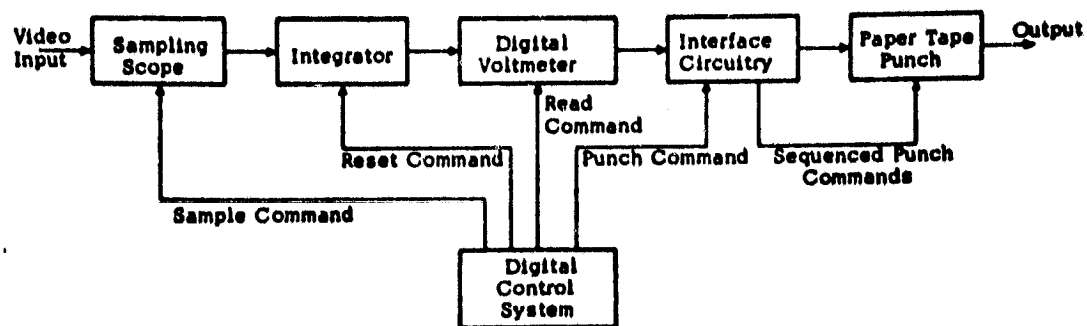 Video
Input
Sampling
Scope
Integrator
Digital
Voltmeter
Interface
Circuitry
Paper Tape
Punch
Output
Read
Command
Reset Command
Punch Command
Sequenced Punch
Commands
Sample Command
Digital
Control
System